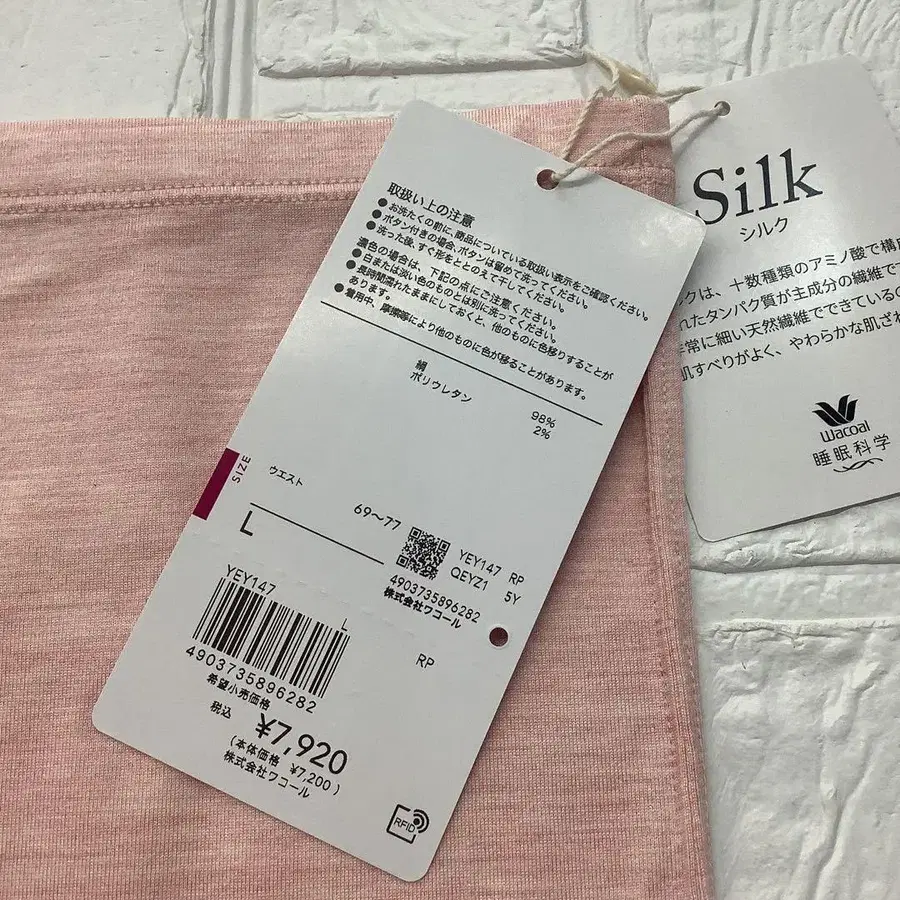 取扱い上の注意
●お洗たくの前に、商品についている取扱い表示をご確認ください。
●ボタン付きの場合、ボタンは留めて洗ってください。
●洗った後、すぐ形をととのえて干してください。
濃色の場合は、下記の点にご注意ください。
●白または淡い色のものとは別に洗ってください。
●長時間濡れたままにしておくと、他のものに色移りすることが
あります。
●着用中、摩擦等により他のものに色が移ることがあります。
絹 98%
ポリウレタン 2%
SIZE
ウエスト
69〜77
L
YEY147 RP
QEYZ1 5Y
4903735896282
株式会社ワコール
YEY147
L
4903735896282
RP
希望小売価格
税込 ¥7,920
(本体価格 ¥7,200)
株式会社ワコール
RFID
Silk
シルク
ルクは、十数種類のアミノ酸で構成
れたタンパク質が主成分の繊維で
常に細い天然繊維でできているの
肌すべりがよく、やわらかな肌ざわ
Wacoal
睡眠科学